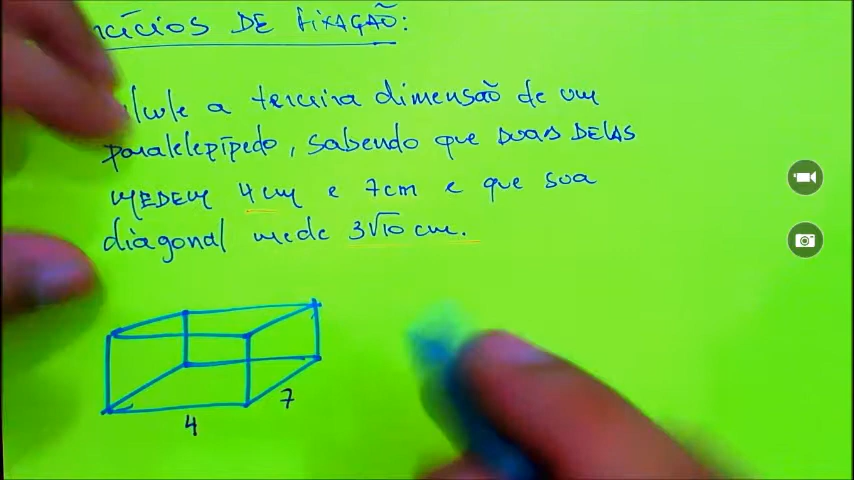 ncícios DE FIXAÇÃO:
lcule a terceira dimensão de um
paralelepípedo, sabendo que DUAS DELAS
MEDEM 4cm e 7cm e que sua
diagonal mede 3√10 cm.
7
4